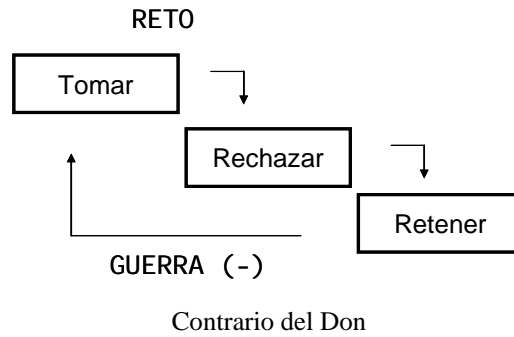 RETO
Tomar
Rechazar
Retener
GUERRA (-)
Contrario del Don